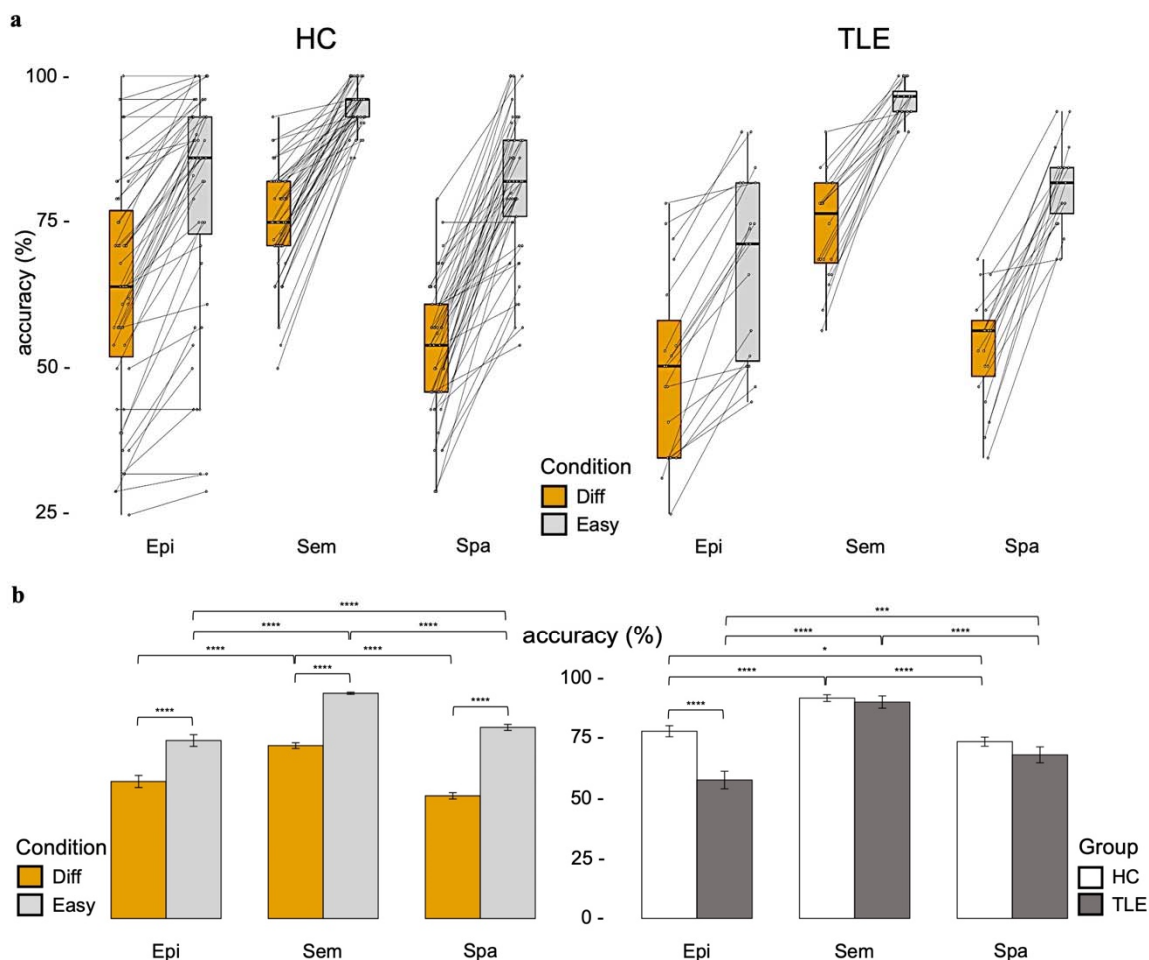 a
HC
TLE
100 -
75 -
50 -
25 -
accuracy (%)
Condition
Diff
Easy
Epi
Sem
Spa
Epi
Sem
Spa
b
****
****
****
****
****
****
****
****
Condition
Diff
Easy
Epi
Sem
Spa
accuracy (%)
***
****
****
*
****
****
****
100 -
75 -
50 -
25 -
0 -
Group
HC
TLE
Epi
Sem
Spa